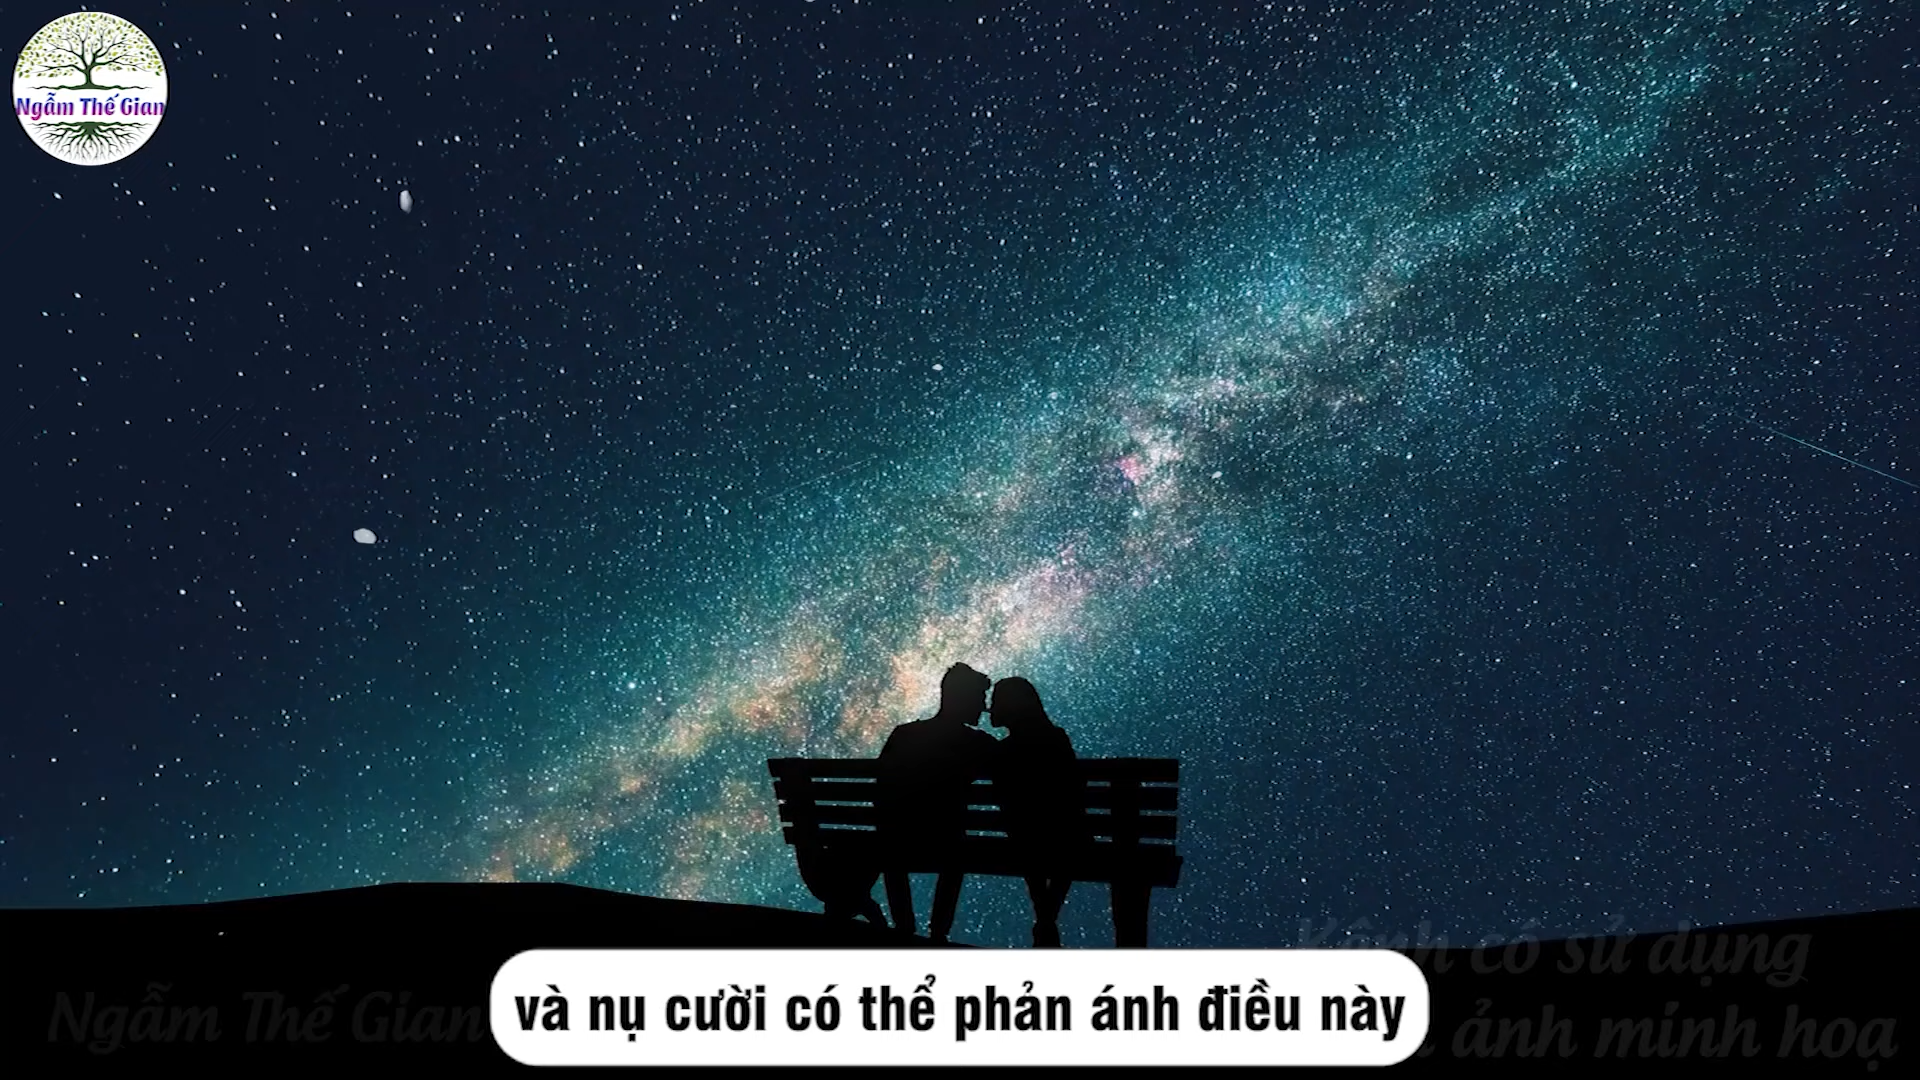 Ngẫm Thế Gian
Kênh có sử dụng
Ngẫm Thế Gian
và nụ cười có thể phản ánh điều này
ảnh minh hoạ